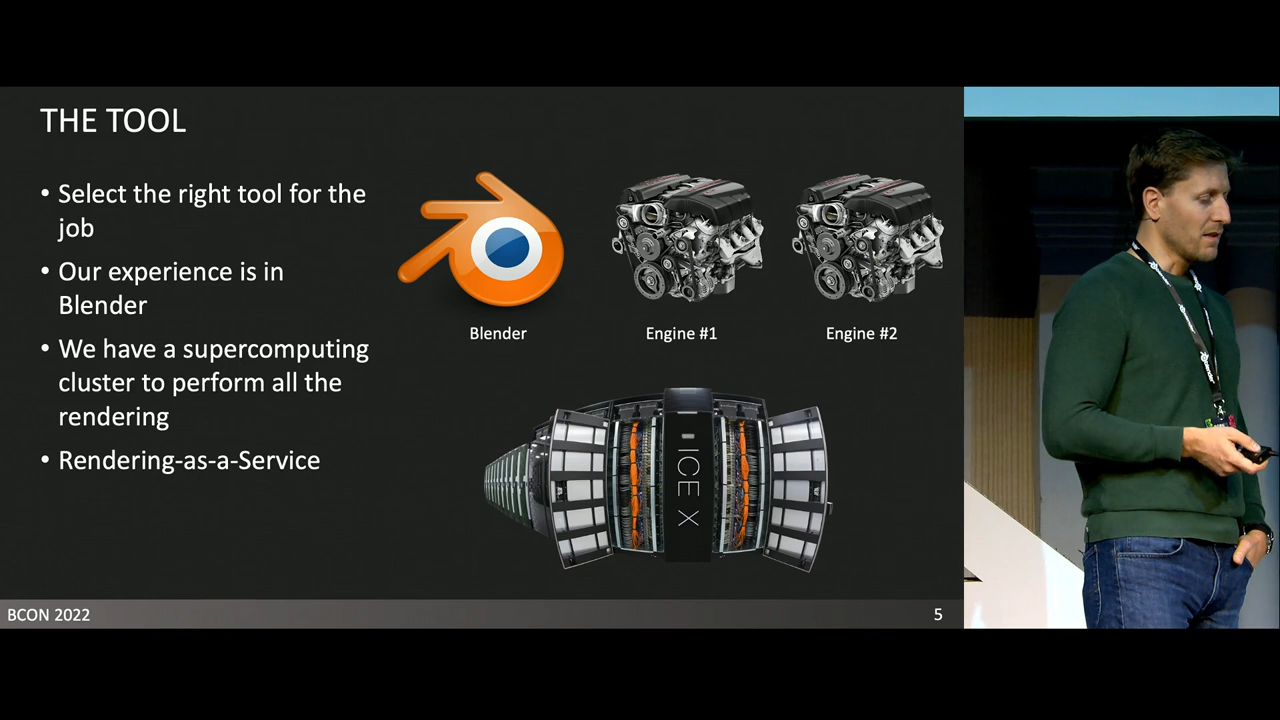 THE TOOL
• Select the right tool for the
job
• Our experience is in
Blender
• We have a supercomputing
cluster to perform all the
rendering
• Rendering-as-a-Service
Blender
Engine #1
Engine #2
ICE X
BCON 2022
5